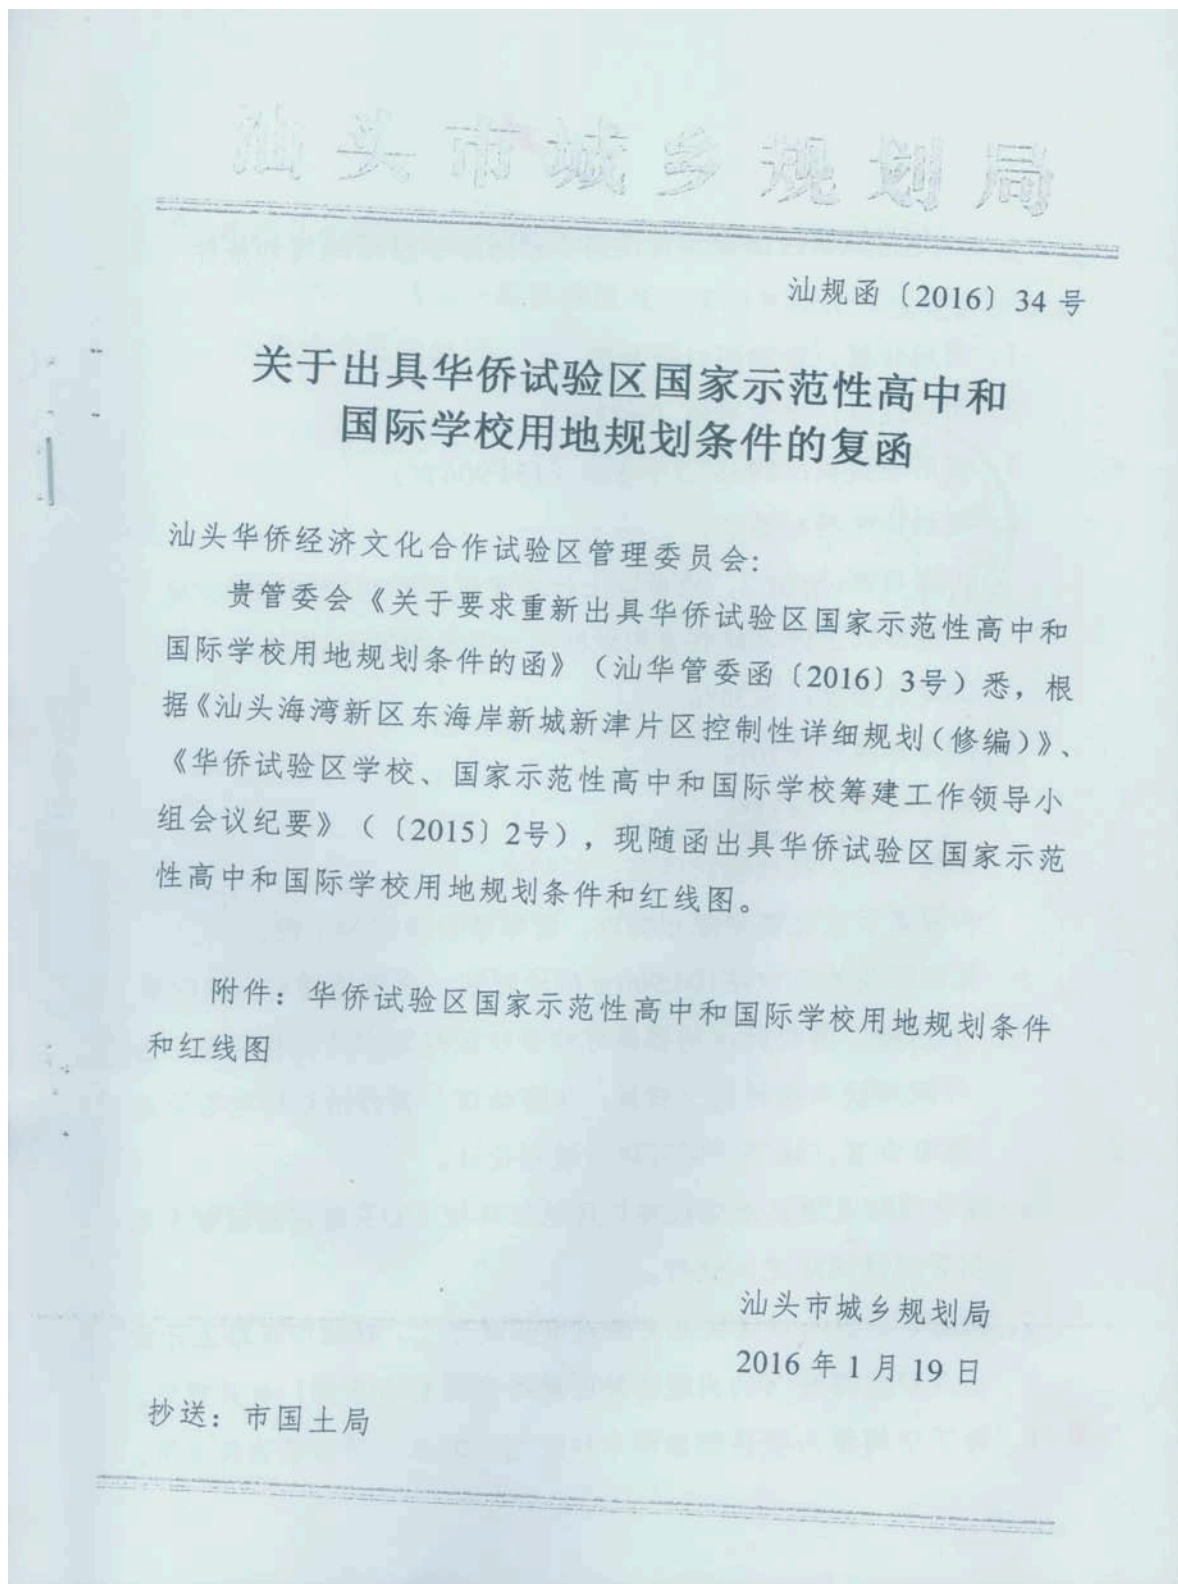 汕头市城乡规划局
汕规函〔2016〕34 号
关于出具华侨试验区国家示范性高中和
国际学校用地规划条件的复函
汕头华侨经济文化合作试验区管理委员会:
贵管委会《关于要求重新出具华侨试验区国家示范性高中和
国际学校用地规划条件的函》（汕华管委函〔2016〕3号）悉，根
据《汕头海湾新区东海岸新城新津片区控制性详细规划（修编）》、
《华侨试验区学校、国家示范性高中和国际学校筹建工作领导小
组会议纪要》（〔2015〕2号），现随函出具华侨试验区国家示范
性高中和国际学校用地规划条件和红线图。
附件：华侨试验区国家示范性高中和国际学校用地规划条件
和红线图
汕头市城乡规划局
2016 年 1 月 19 日
抄送：市国土局